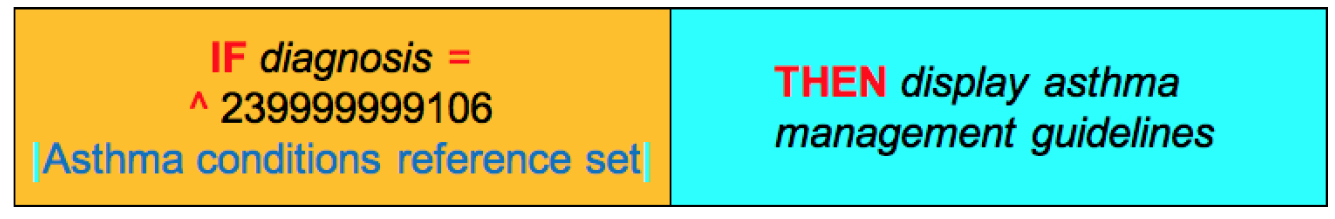 IF diagnosis =
^ 239999999106
|Asthma conditions reference set|
THEN display asthma
management guidelines